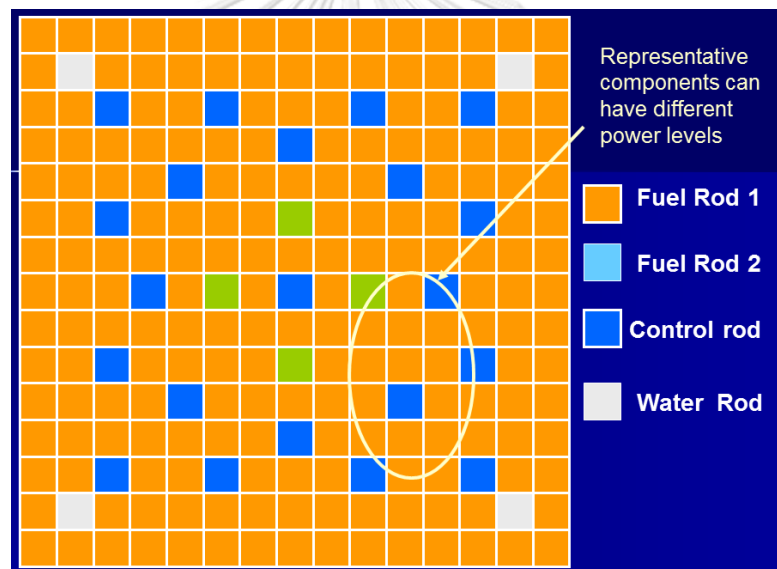 Representative
components can
have different
power levels
Fuel Rod 1
Fuel Rod 2
Control rod
Water Rod